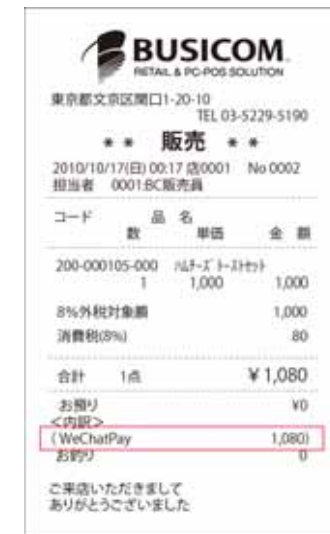 BUSICOM
RETAIL & PC-POS SOLUTION
東京都文京区関口1-20-10
TEL 03-5229-5190
* * 販売 * *
2010/10/17(日) 00:17 店0001 No 0002
担当者 0001:BC販売員
コード 品 名
数 単価 金 額
200-000105-000 ﾊﾑﾁｰｽﾞﾄｰｽﾄｾｯﾄ
1 1,000 1,000
8%外税対象額 1,000
消費税(8%) 80
合計 1点 ¥1,080
お預り ¥0
<内訳>
(WeChatPay 1,080)
お釣り 0
ご来店いただきまして
ありがとうございました